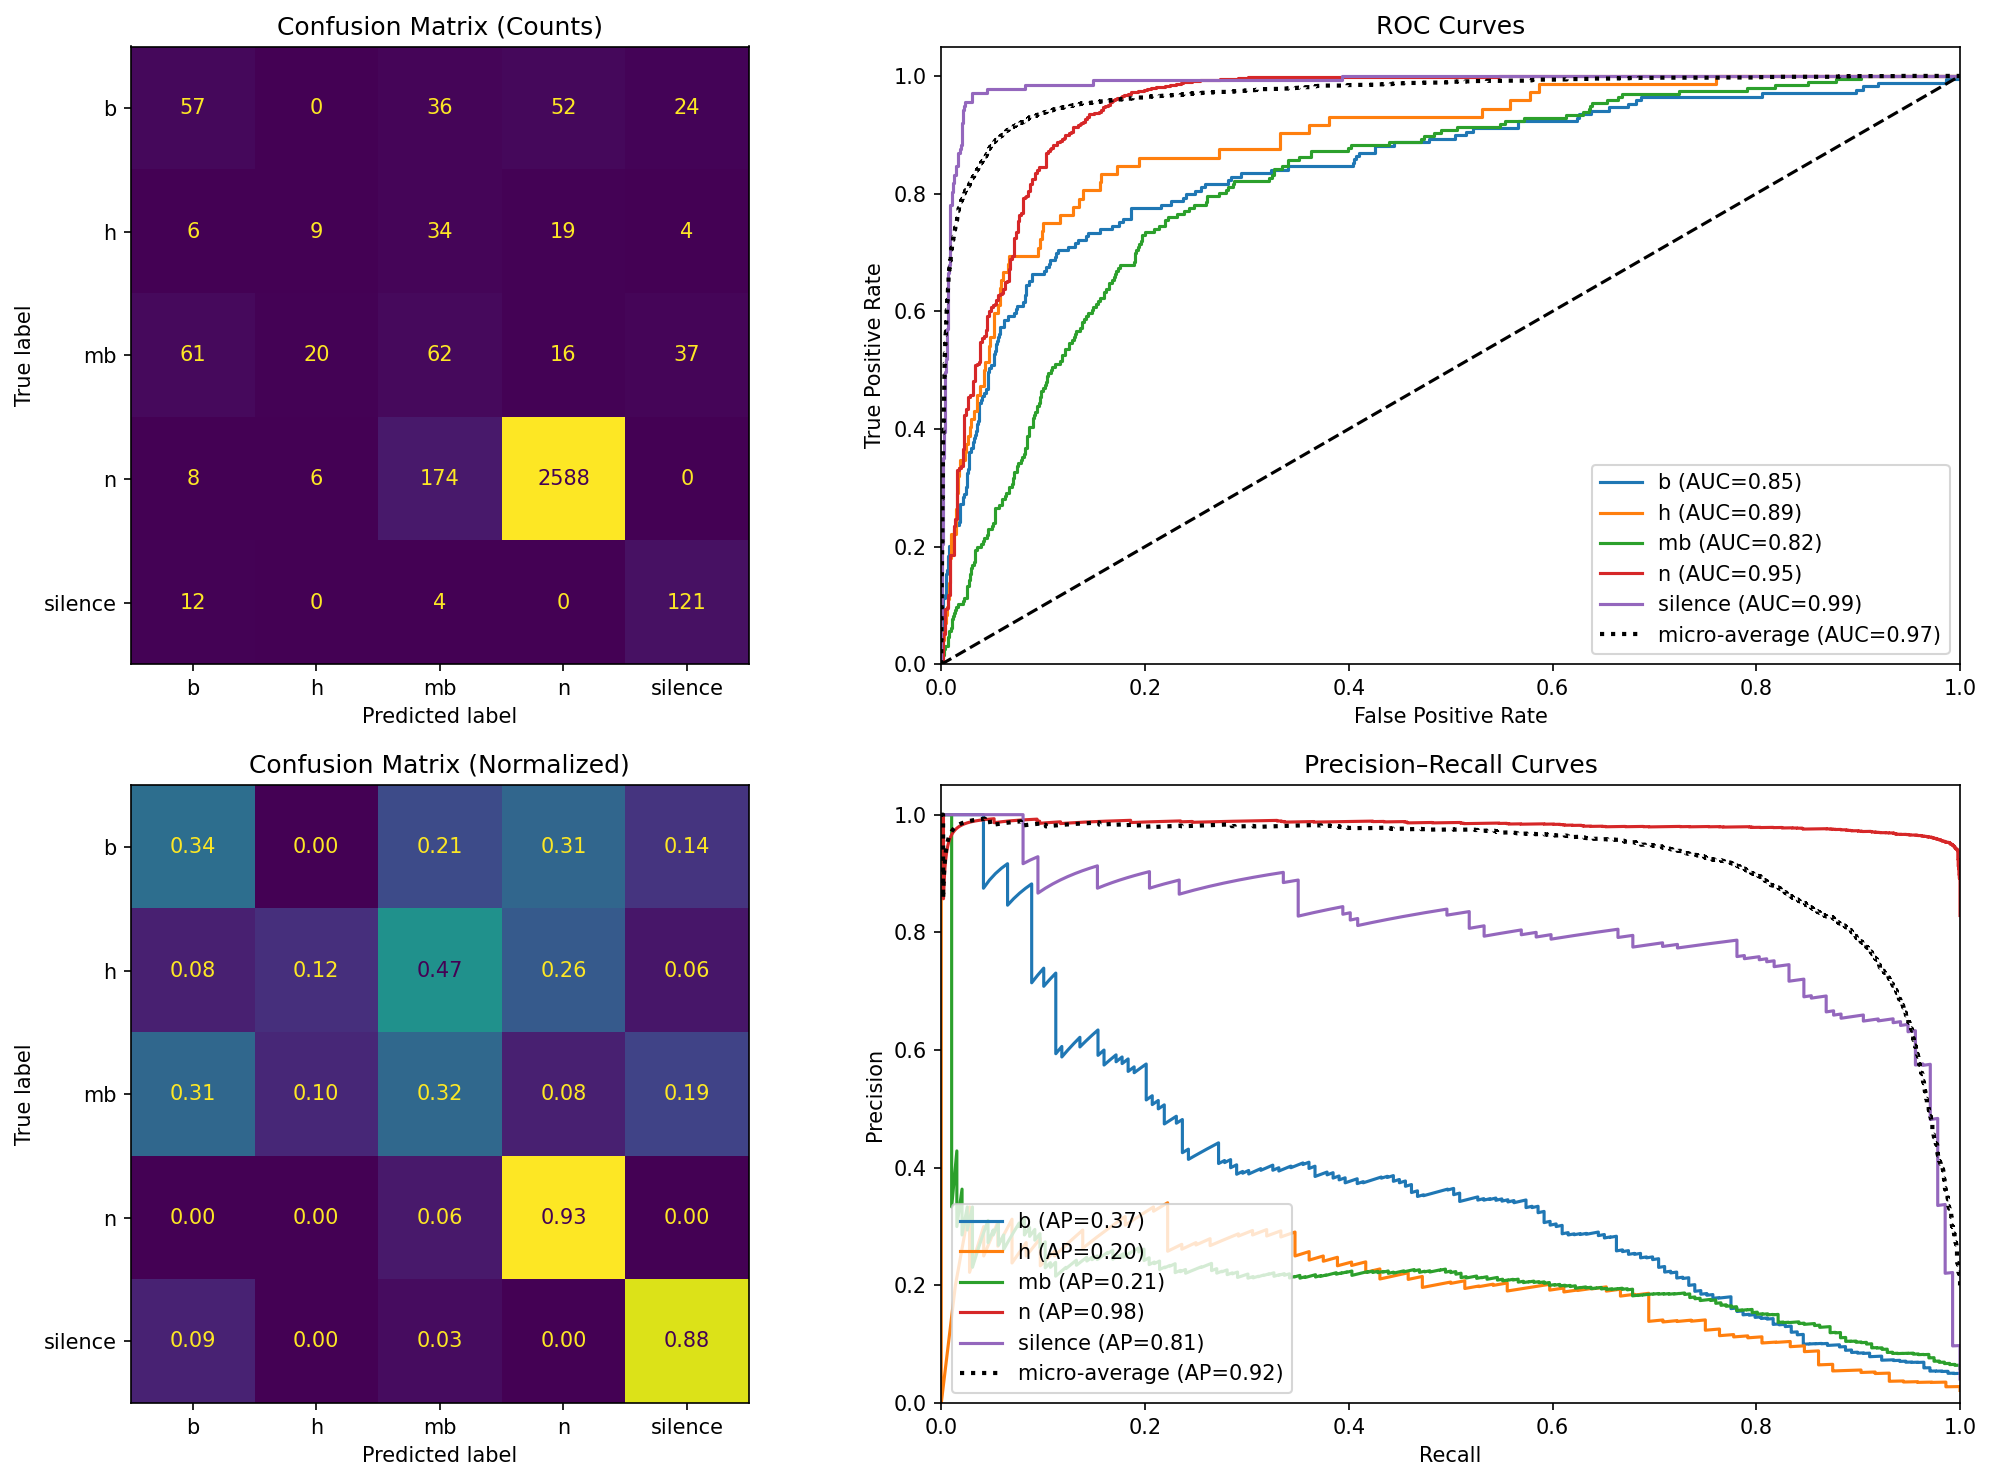 Confusion Matrix (Counts)
True label
b 57 0 36 52 24
h 6 9 34 19 4
mb 61 20 62 16 37
n 8 6 174 2588 0
silence 12 0 4 0 121
b h mb n silence
Predicted label
ROC Curves
True Positive Rate
1.0
0.8
0.6
0.4
0.2
0.0
b (AUC=0.85)
h (AUC=0.89)
mb (AUC=0.82)
n (AUC=0.95)
silence (AUC=0.99)
micro-average (AUC=0.97)
0.0 0.2 0.4 0.6 0.8 1.0
False Positive Rate
Confusion Matrix (Normalized)
True label
b 0.34 0.00 0.21 0.31 0.14
h 0.08 0.12 0.47 0.26 0.06
mb 0.31 0.10 0.32 0.08 0.19
n 0.00 0.00 0.06 0.93 0.00
silence 0.09 0.00 0.03 0.00 0.88
b h mb n silence
Predicted label
Precision–Recall Curves
Precision
1.0
0.8
0.6
0.4
0.2
0.0
b (AP=0.37)
h (AP=0.20)
mb (AP=0.21)
n (AP=0.98)
silence (AP=0.81)
micro-average (AP=0.92)
0.0 0.2 0.4 0.6 0.8 1.0
Recall